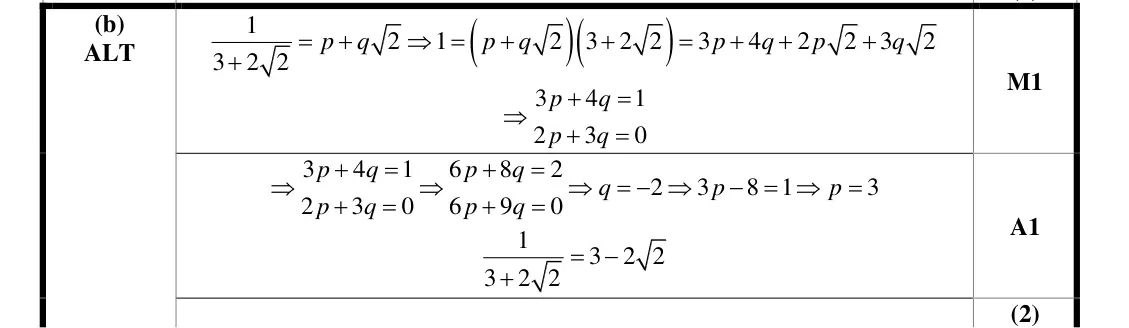 (b)
ALT
1/(3+2√2) = p+q√2 ⇒ 1 = (p+q√2)(3+2√2) = 3p+4q+2p√2+3q√2
⇒ 3p+4q=1
2p+3q=0
M1
⇒ 3p+4q=1 ⇒ 6p+8q=2 ⇒ q=−2 ⇒ 3p−8=1 ⇒ p=3
2p+3q=0 6p+9q=0
1/(3+2√2) = 3−2√2
A1
(2)